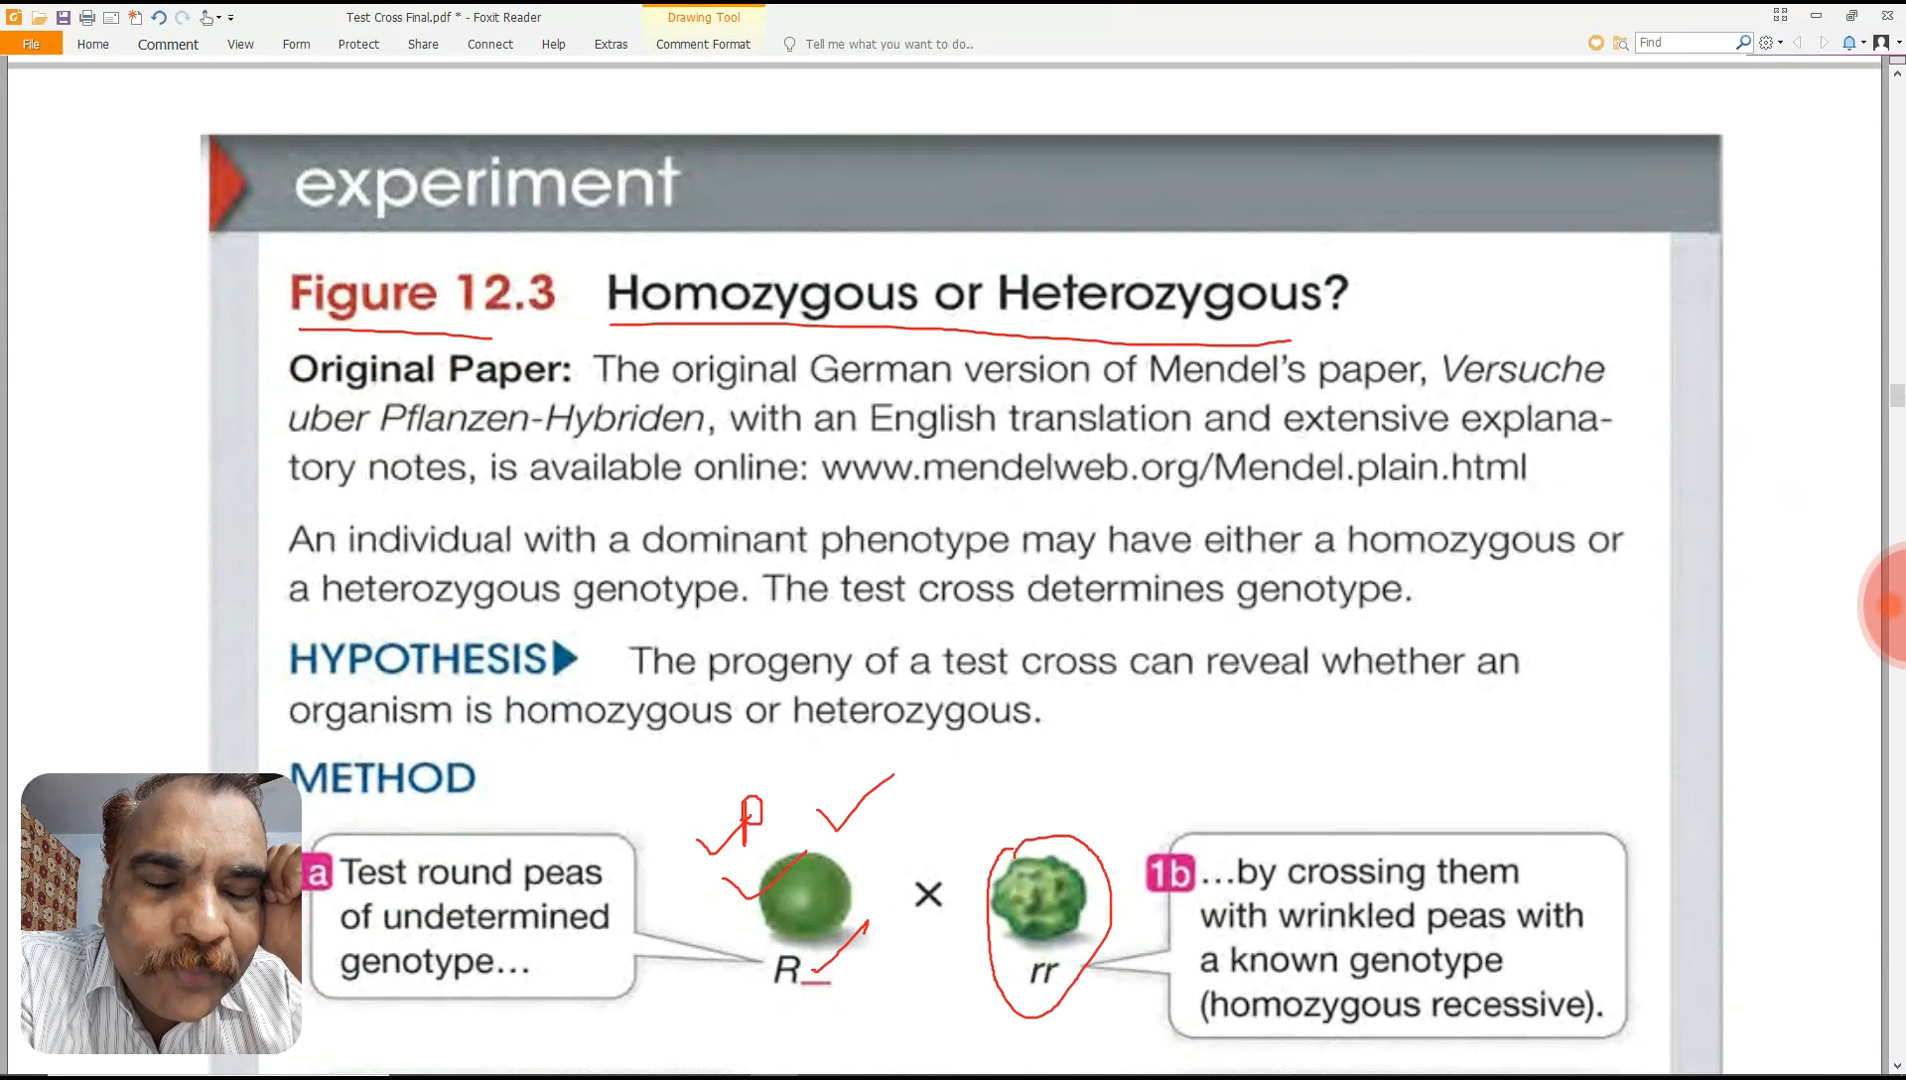 Test Cross Final.pdf * - Foxit Reader
Drawing Tool
File
Home
Comment
View
Form
Protect
Share
Connect
Help
Extras
Comment Format
Tell me what you want to do..
Find
experiment
Figure 12.3 Homozygous or Heterozygous?
Original Paper: The original German version of Mendel's paper, Versuche
uber Pflanzen-Hybriden, with an English translation and extensive explana-
tory notes, is available online: www.mendelweb.org/Mendel.plain.html
An individual with a dominant phenotype may have either a homozygous or
a heterozygous genotype. The test cross determines genotype.
HYPOTHESIS The progeny of a test cross can reveal whether an
organism is homozygous or heterozygous.
METHOD
P
a Test round peas
of undetermined
genotype...
R_
×
rr
1b ...by crossing them
with wrinkled peas with
a known genotype
(homozygous recessive).